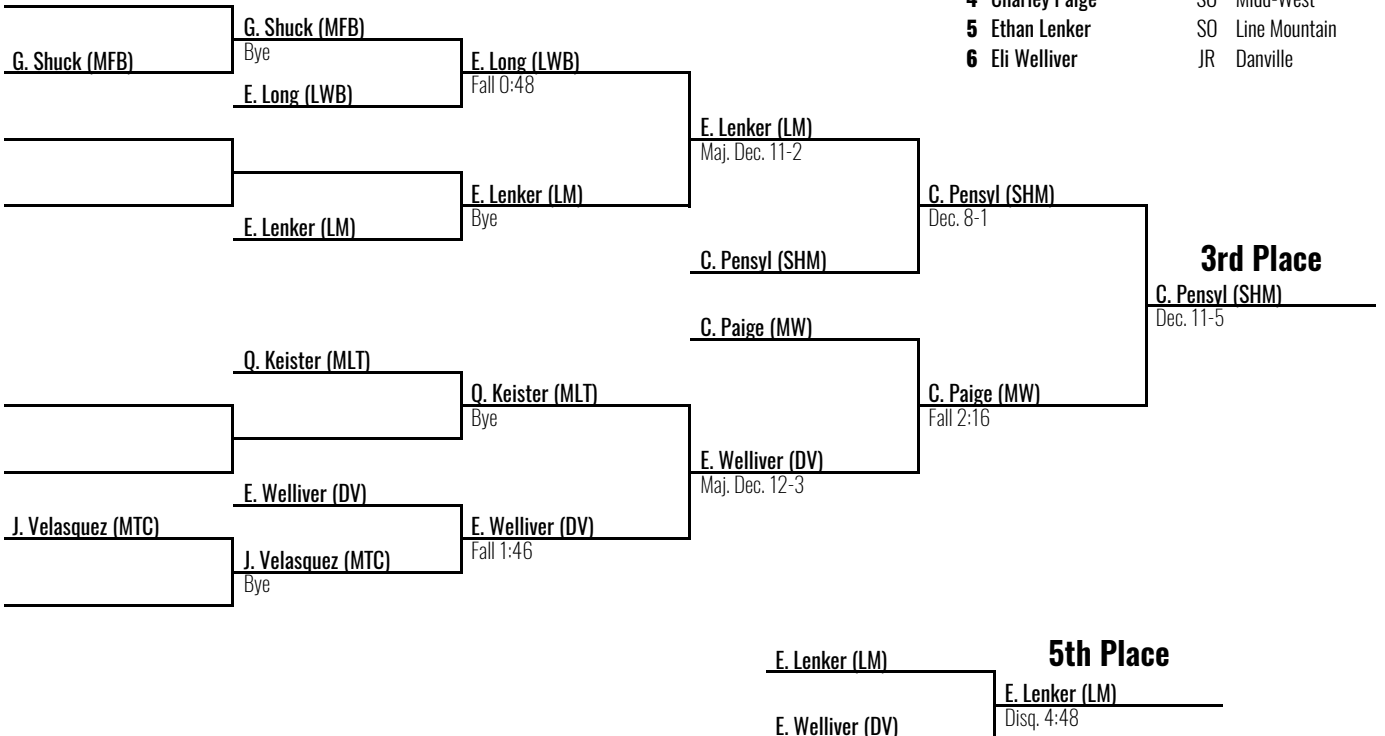 4 Charley Paige SO Midd-West
G. Shuck (MFB)
5 Ethan Lenker SO Line Mountain
Bye
G. Shuck (MFB)
E. Long (LWB)
6 Eli Welliver JR Danville
Fall 0:48
E. Long (LWB)
E. Lenker (LM)
Maj. Dec. 11-2
E. Lenker (LM)
C. Pensyl (SHM)
Bye
Dec. 8-1
E. Lenker (LM)
C. Pensyl (SHM)
3rd Place
C. Pensyl (SHM)
Dec. 11-5
C. Paige (MW)
Q. Keister (MLT)
Q. Keister (MLT)
C. Paige (MW)
Bye
Fall 2:16
E. Welliver (DV)
Maj. Dec. 12-3
E. Welliver (DV)
J. Velasquez (MTC)
E. Welliver (DV)
Fall 1:46
J. Velasquez (MTC)
Bye
5th Place
E. Lenker (LM)
E. Lenker (LM)
Disq. 4:48
E. Welliver (DV)